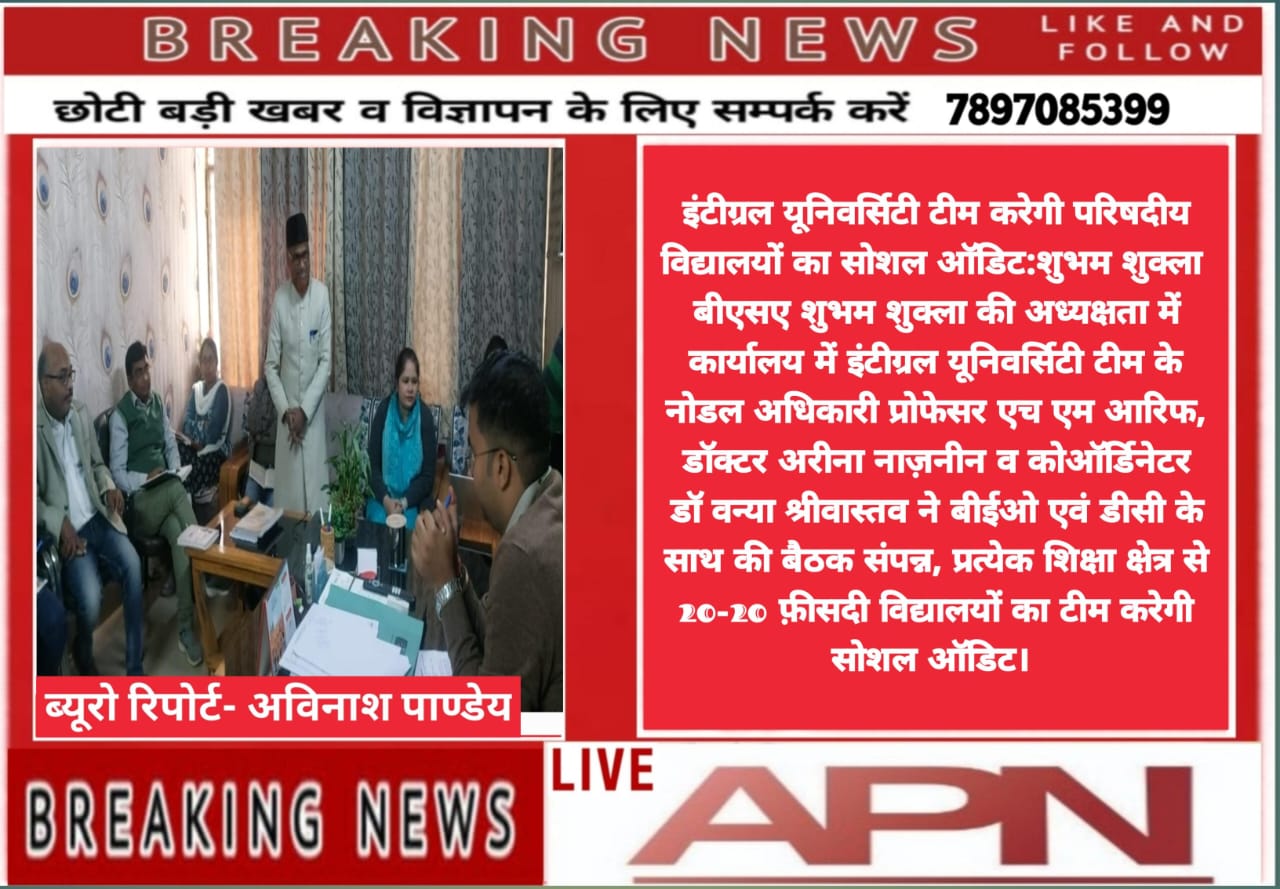 BREAKING NEWS
LIKE AND
FOLLOW
छोटी बड़ी खबर व विज्ञापन के लिए सम्पर्क करें 7897085399
इंटीग्रल यूनिवर्सिटी टीम करेगी परिषदीय
विद्यालयों का सोशल ऑडिट:शुभम शुक्ला
बीएसए शुभम शुक्ला की अध्यक्षता में
कार्यालय में इंटीग्रल यूनिवर्सिटी टीम के
नोडल अधिकारी प्रोफेसर एच एम आरिफ,
डॉक्टर अरीना नाज़नीन व कोऑर्डिनेटर
डॉ वन्या श्रीवास्तव ने बीईओ एवं डीसी के
साथ की बैठक संपन्न, प्रत्येक शिक्षा क्षेत्र से
20-20 फ़ीसदी विद्यालयों का टीम करेगी
सोशल ऑडिट।
ब्यूरो रिपोर्ट- अविनाश पाण्डेय
BREAKING NEWS
LIVE
APN